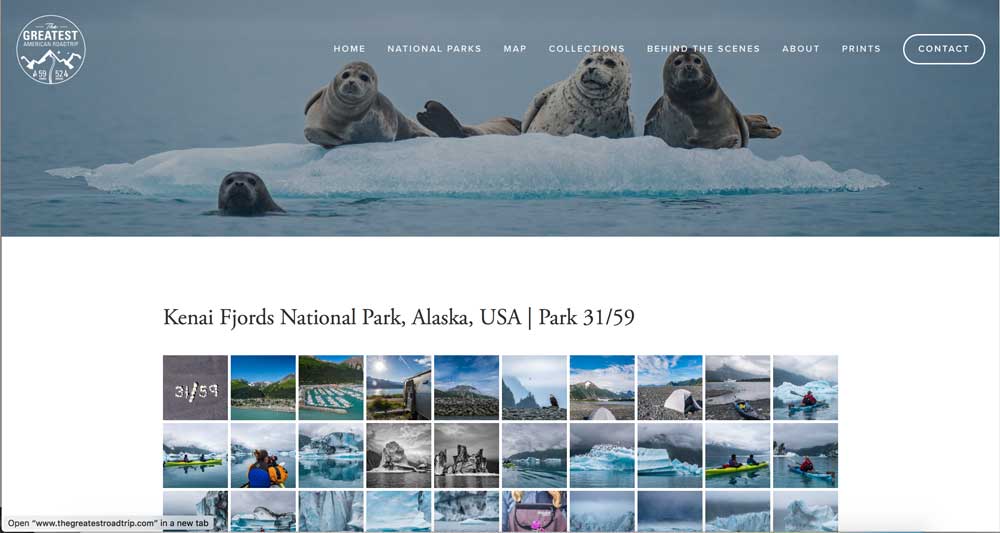 The
GREATEST
AMERICAN ROADTRIP
59 52
HOME NATIONAL PARKS MAP COLLECTIONS BEHIND THE SCENES ABOUT PRINTS CONTACT
Kenai Fjords National Park, Alaska, USA | Park 31/59
31/59
Open “www.thegreatestroadtrip.com” in a new tab